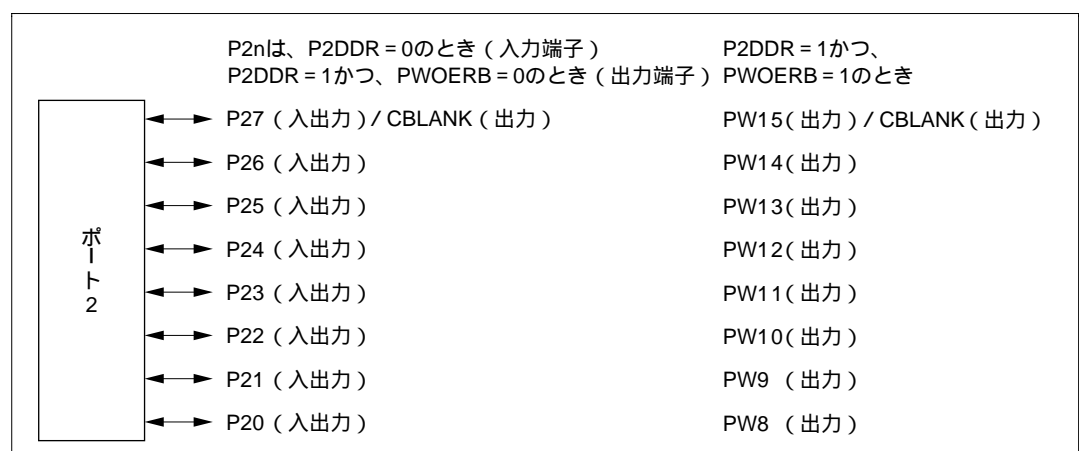 P2nは、P2DDR = 0のとき（入力端子）
P2DDR = 1かつ、PWOERB = 0のとき（出力端子）
P2DDR = 1かつ、
PWOERB = 1のとき
ポート2
P27（入出力）/ CBLANK（出力） PW15（出力）/ CBLANK（出力）
P26（入出力） PW14（出力）
P25（入出力） PW13（出力）
P24（入出力） PW12（出力）
P23（入出力） PW11（出力）
P22（入出力） PW10（出力）
P21（入出力） PW9 （出力）
P20（入出力） PW8 （出力）